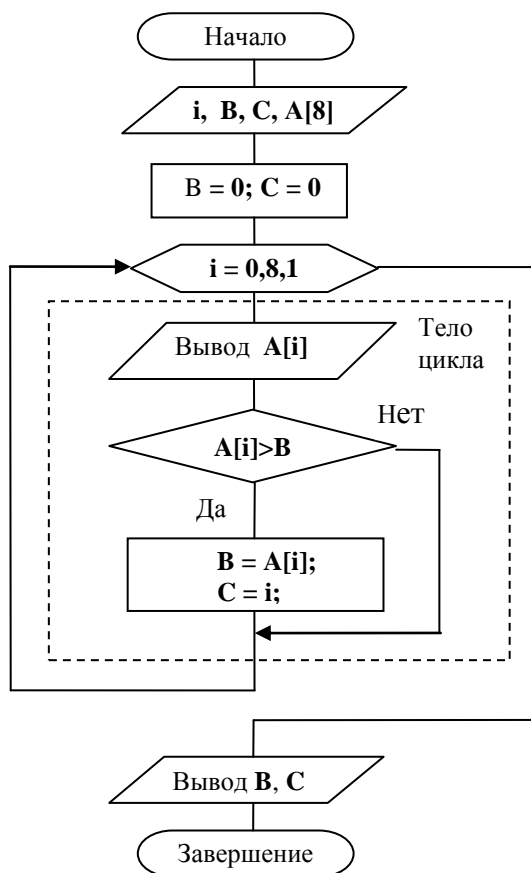 Начало
i, B, C, A[8]
B = 0; C = 0
i = 0,8,1
Вывод A[i]
Тело
цикла
A[i]>B
Нет
Да
B = A[i];
C = i;
Вывод B, C
Завершение